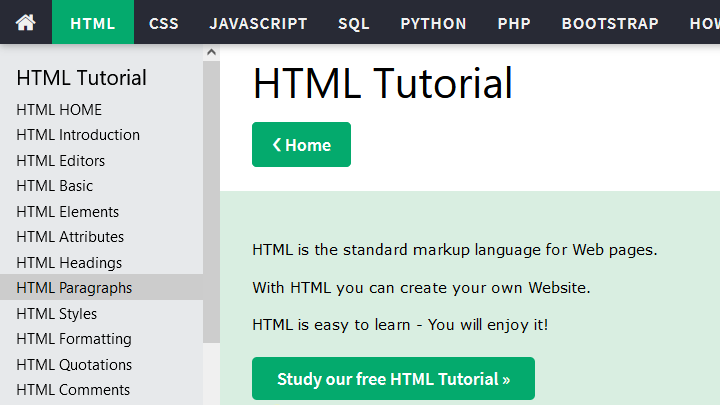 HTML CSS JAVASCRIPT SQL PYTHON PHP BOOTSTRAP HOW
HTML Tutorial
HTML HOME
HTML Introduction
HTML Editors
HTML Basic
HTML Elements
HTML Attributes
HTML Headings
HTML Paragraphs
HTML Styles
HTML Formatting
HTML Quotations
HTML Comments
HTML Tutorial
❮ Home
HTML is the standard markup language for Web pages.
With HTML you can create your own Website.
HTML is easy to learn - You will enjoy it!
Study our free HTML Tutorial »